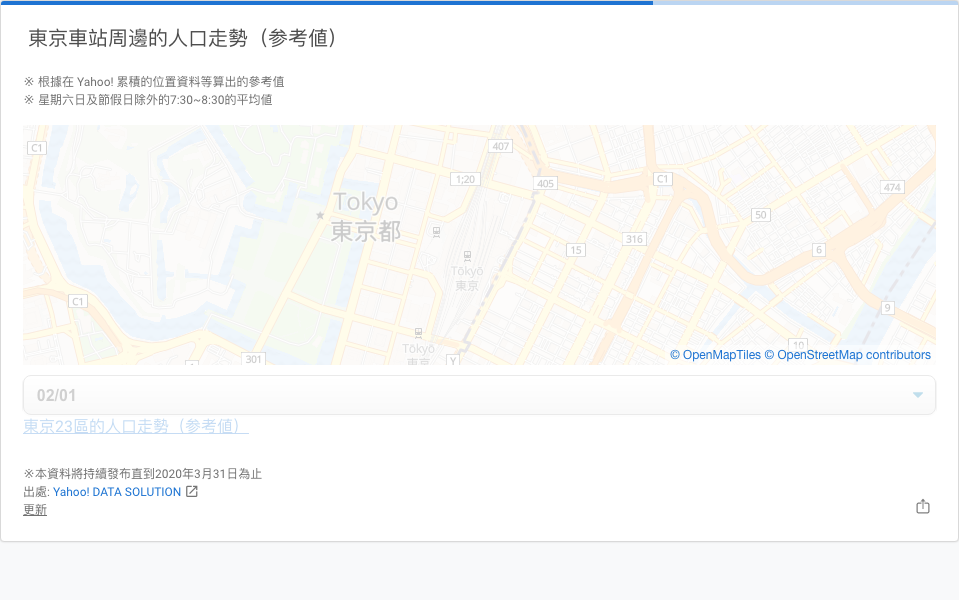 東京車站周邊的人口走勢（參考値）
※ 根據在 Yahoo! 累積的位置資料等算出的參考值
※ 星期六日及節假日除外的7:30~8:30的平均值
C1
407
1;20
405
C1
474
Tokyo
東京都
50
316
15
6
Tōkyō
東京
C1
9
301
Tōkyō
東京
Y
10
1
© OpenMapTiles © OpenStreetMap contributors
02/01
東京23區的人口走勢（參考値）
※本資料將持續發布直到2020年3月31日為止
出處: Yahoo! DATA SOLUTION
更新